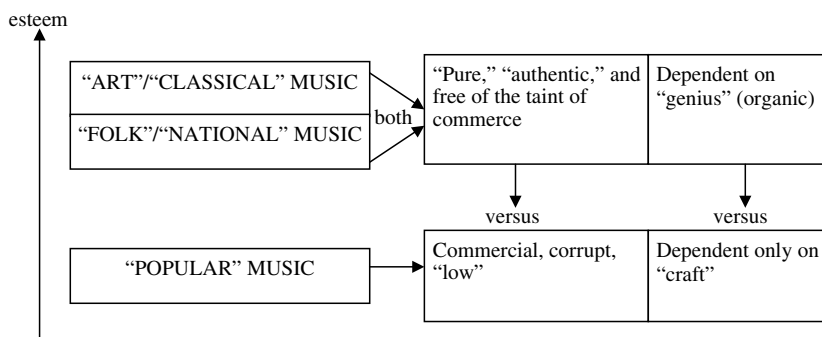 esteem
“ART”/“CLASSICAL” MUSIC
“FOLK”/“NATIONAL” MUSIC
both
“Pure,” “authentic,” and
free of the taint of
commerce
Dependent on
“genius” (organic)
versus
versus
“POPULAR” MUSIC
Commercial, corrupt,
“low”
Dependent only on
“craft”